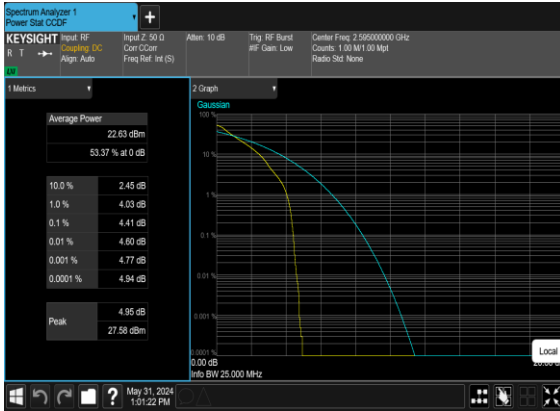 Spectrum Analyzer 1
Power Stat CCDF
KEYSIGHT
R T
LXI
Input: RF
Coupling: DC
Align: Auto
Input Z: 50 Ω
Corr CCorr
Freq Ref: Int (S)
Atten: 10 dB
Trig: RF Burst
#IF Gain: Low
Center Freq: 2.595000000 GHz
Counts: 1.00 M/1.00 Mpt
Radio Std: None
1 Metrics
Average Power
22.63 dBm
53.37 % at 0 dB
10.0 % 2.45 dB
1.0 % 4.03 dB
0.1 % 4.41 dB
0.01 % 4.60 dB
0.001 % 4.77 dB
0.0001 % 4.94 dB
Peak
4.95 dB
27.58 dBm
2 Graph
Gaussian
100 %
10 %
1 %
0.1 %
0.01 %
0.001 %
0.0001 %
0.00 dB
Info BW 25.000 MHz
Local
May 31, 2024
1:01:22 PM